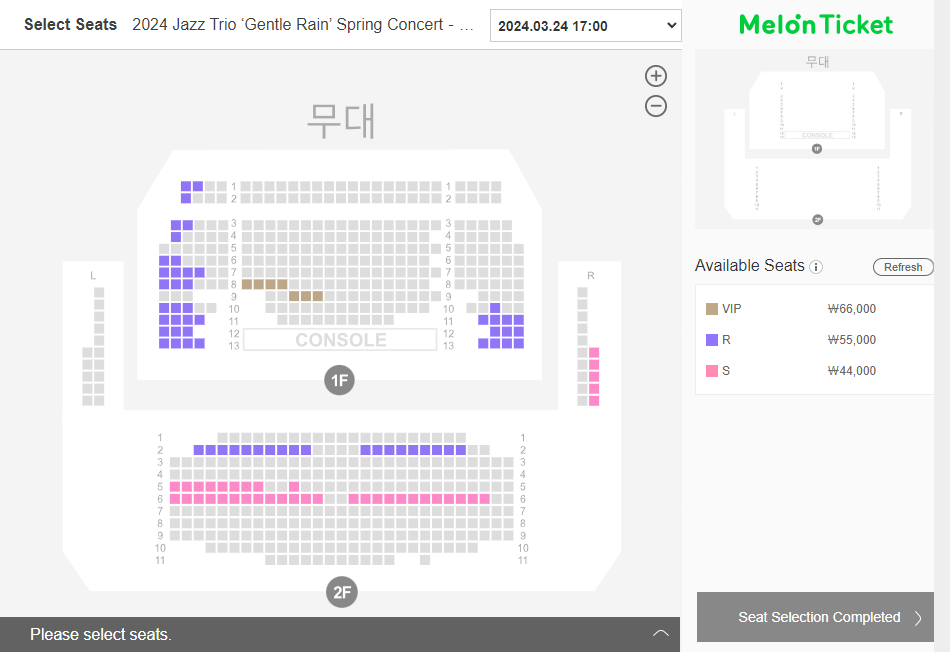 Select Seats 2024 Jazz Trio ‘Gentle Rain’ Spring Concert - ... 2024.03.24 17:00
무대
1 1
2 2
3 3
4 4
5 5
6 6
7 7
8 8
9 9
10 10
11 11
12 12
13 13
CONSOLE
1F
L
R
1 1
2 2
3 3
4 4
5 5
6 6
7 7
8 8
9 9
10 10
11 11
2F
Please select seats.
MelonTicket
무대
CONSOLE
1F
2F
Available Seats i Refresh
VIP ₩66,000
R ₩55,000
S ₩44,000
Seat Selection Completed